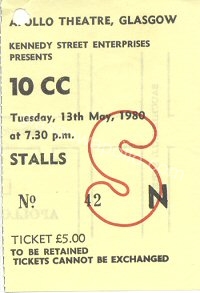 APOLLO THEATRE, GLASGOW
KENNEDY STREET ENTERPRISES
PRESENTS
10 CC
Tuesday, 13th May, 1980
at 7.30 p.m.
STALLS
S
No 42 N
TICKET £5.00
TO BE RETAINED
TICKETS CANNOT BE EXCHANGED